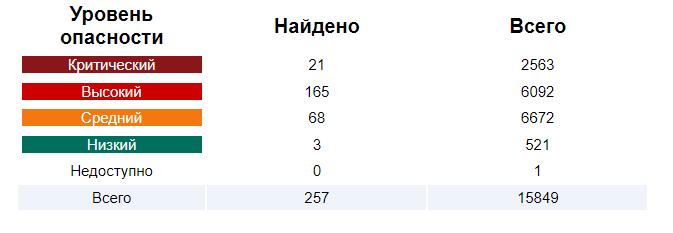 Уровень опасности Найдено Всего
Критический 21 2563
Высокий 165 6092
Средний 68 6672
Низкий 3 521
Недоступно 0 1
Всего 257 15849